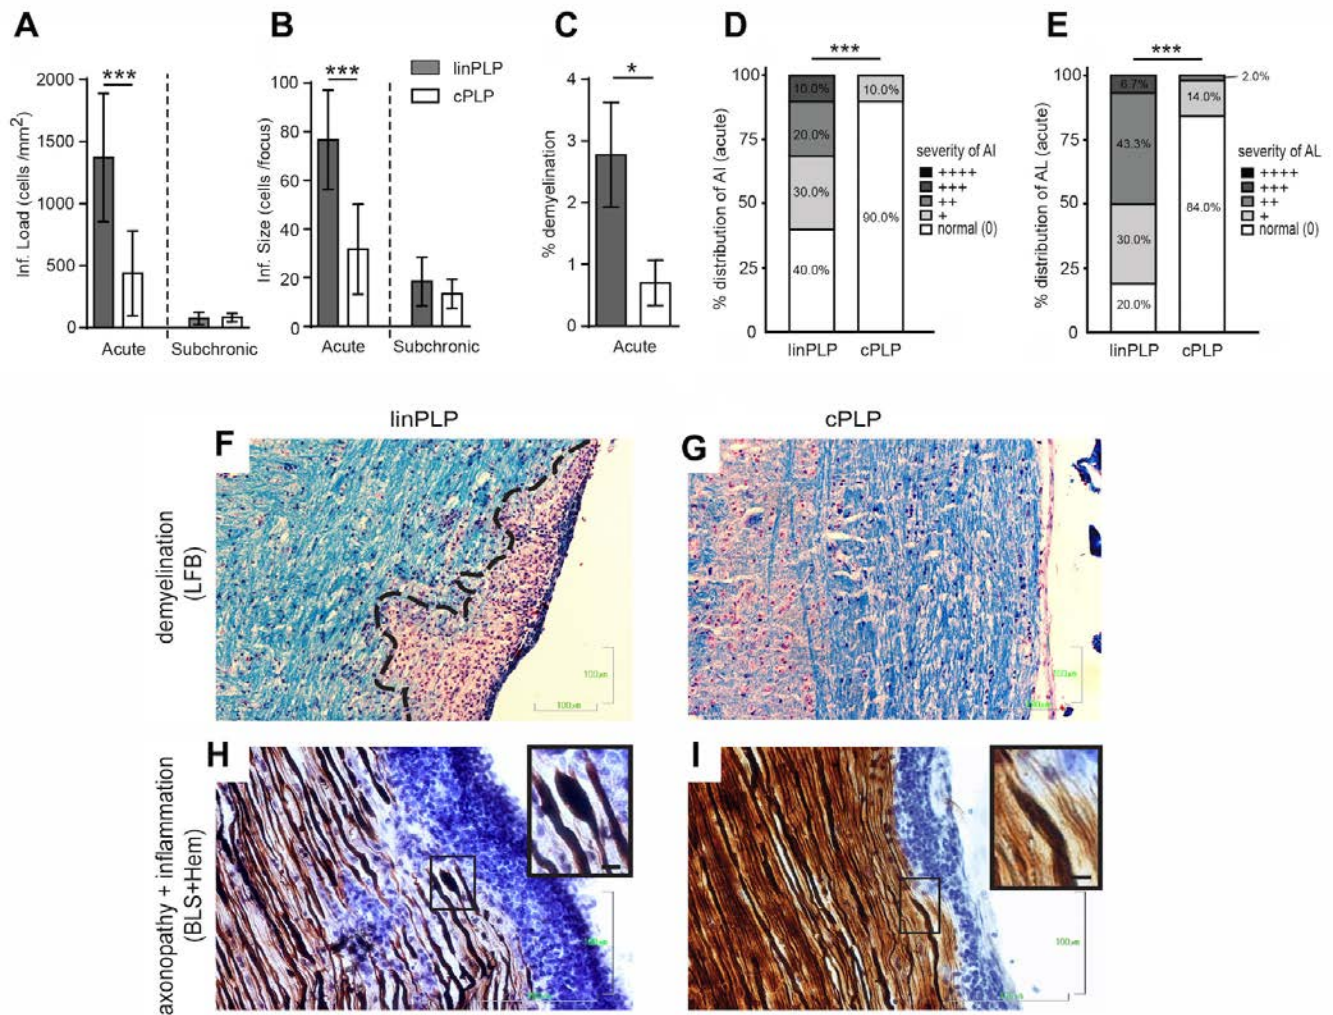 A
B
C
D
E
Inf. Load (cells /mm2)
2000
1500
1000
500
0
***
Acute
Subchronic
Inf. Size (cells /focus)
100
80
60
40
20
0
***
Acute
Subchronic
linPLP
cPLP
% demyelination
4
3
2
1
0
*
Acute
% distribution of AI (acute)
100
75
50
25
0
***
10.0%
20.0%
30.0%
40.0%
10.0%
90.0%
linPLP
cPLP
severity of AI
++++
+++
++
+
normal (0)
% distribution of AL (acute)
100
75
50
25
0
***
6.7%
43.3%
30.0%
20.0%
2.0%
14.0%
84.0%
linPLP
cPLP
severity of AL
++++
+++
++
+
normal (0)
linPLP
cPLP
demyelination
(LFB)
F
100µm
100µm
G
axonopathy + inflammation
(BLS+Hem)
H
I
100µm